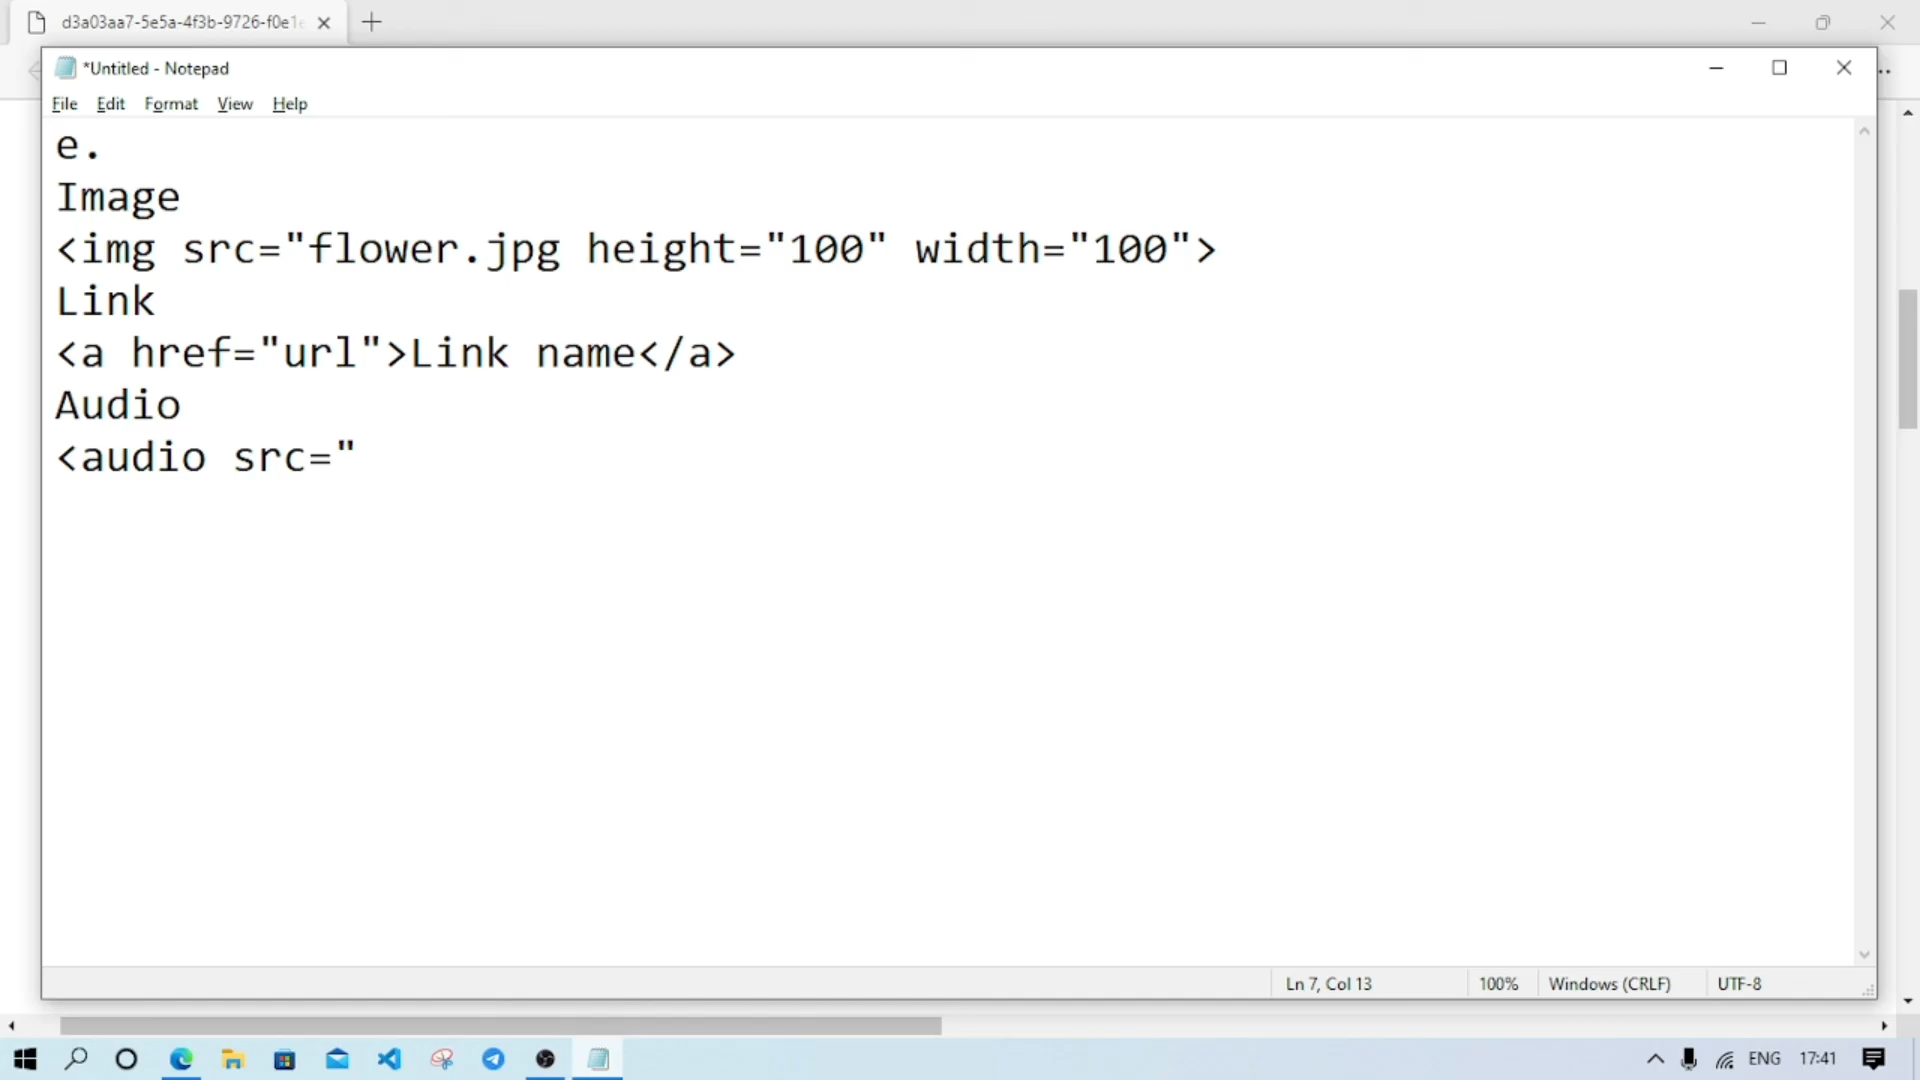 d3a03aa7-5e5a-4f3b-9726-f0e1e
*Untitled - Notepad
File Edit Format View Help
e.
Image
<img src="flower.jpg height="100" width="100">
Link
<a href="url">Link name</a>
Audio
<audio src="
Ln 7, Col 13 100% Windows (CRLF) UTF-8
ENG 17:41